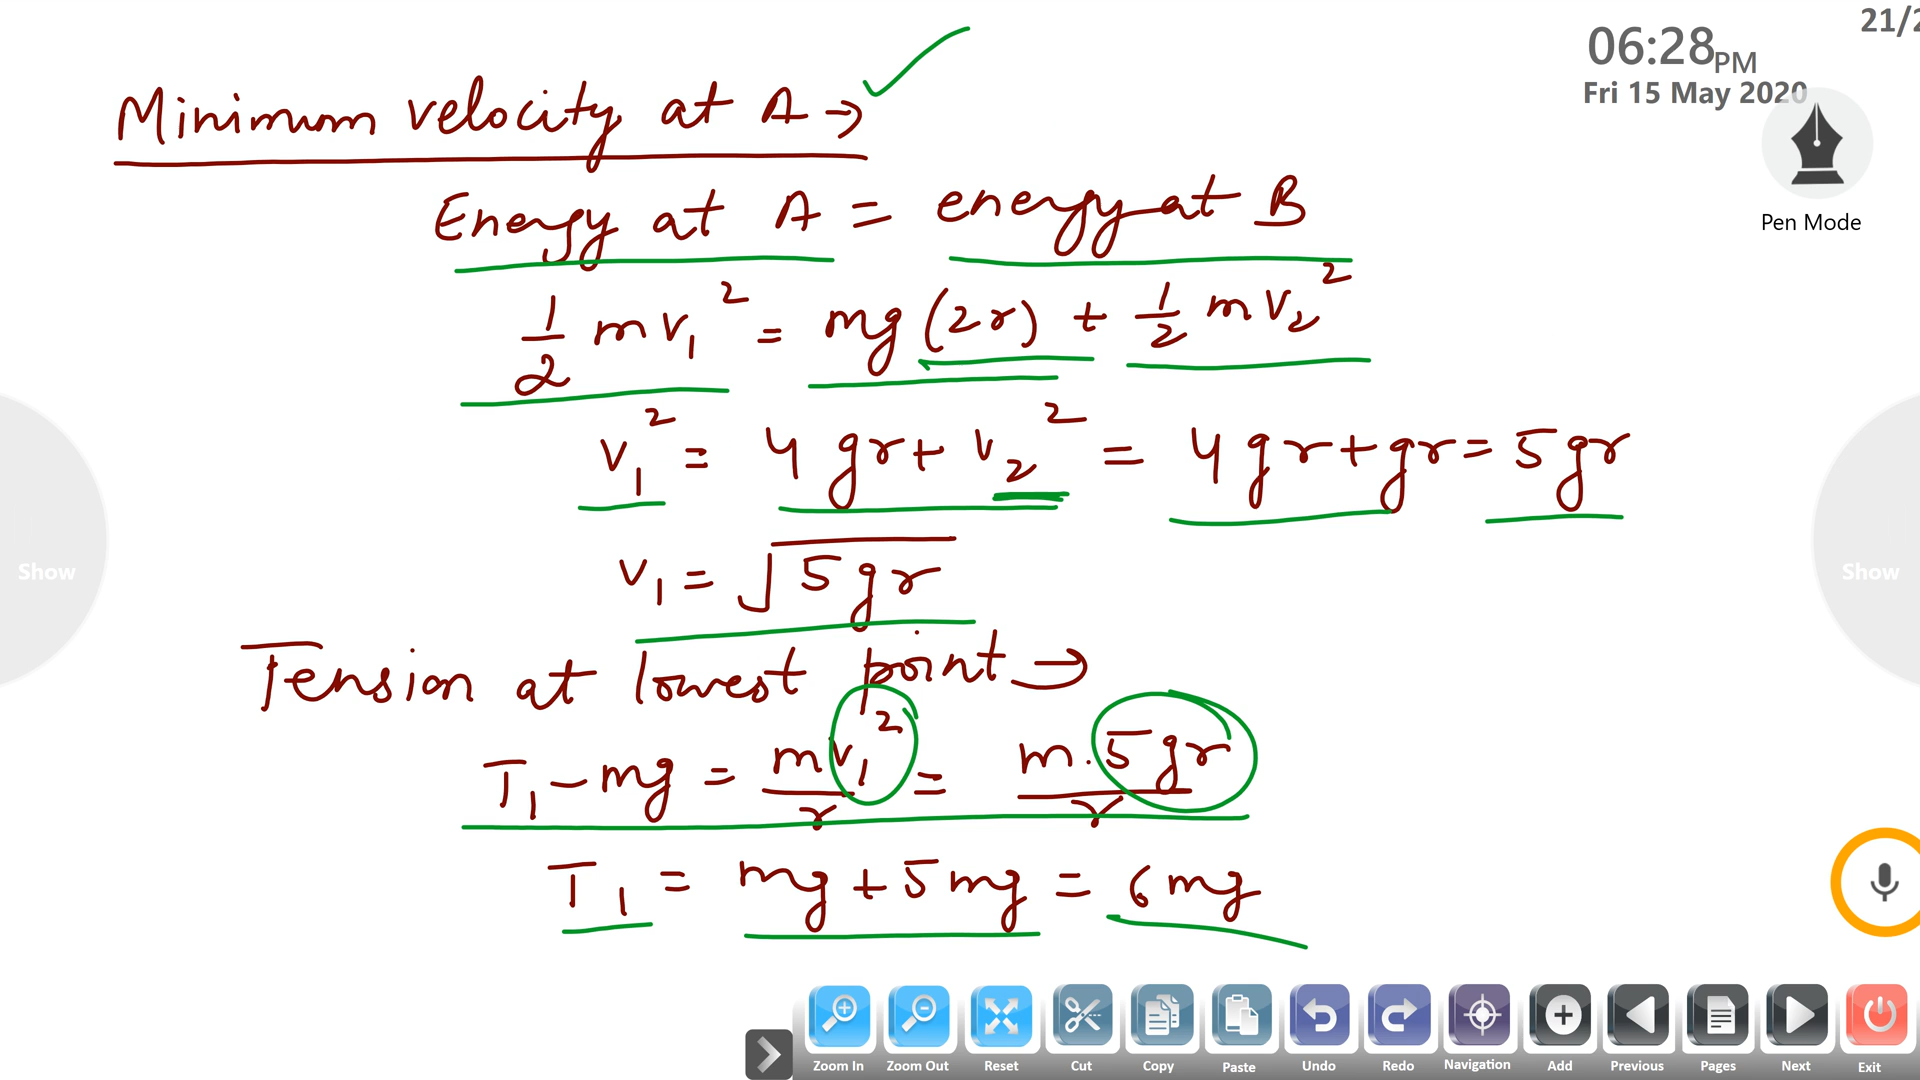 21/2
06:28PM
Fri 15 May 2020
Pen Mode
Minimum velocity at A →
Energy at A = energy at B
1/2 mv₁² = mg(2r) + 1/2 mv₂²
v₁² = 4gr + v₂² = 4gr + gr = 5gr
v₁ = √5gr
Show
Show
Tension at lowest point →
T₁ - mg = mv₁²/r = m.5gr/r
T₁ = mg + 5mg = 6mg
Zoom In Zoom Out Reset Cut Copy Paste Undo Redo Navigation Add Previous Pages Next Exit